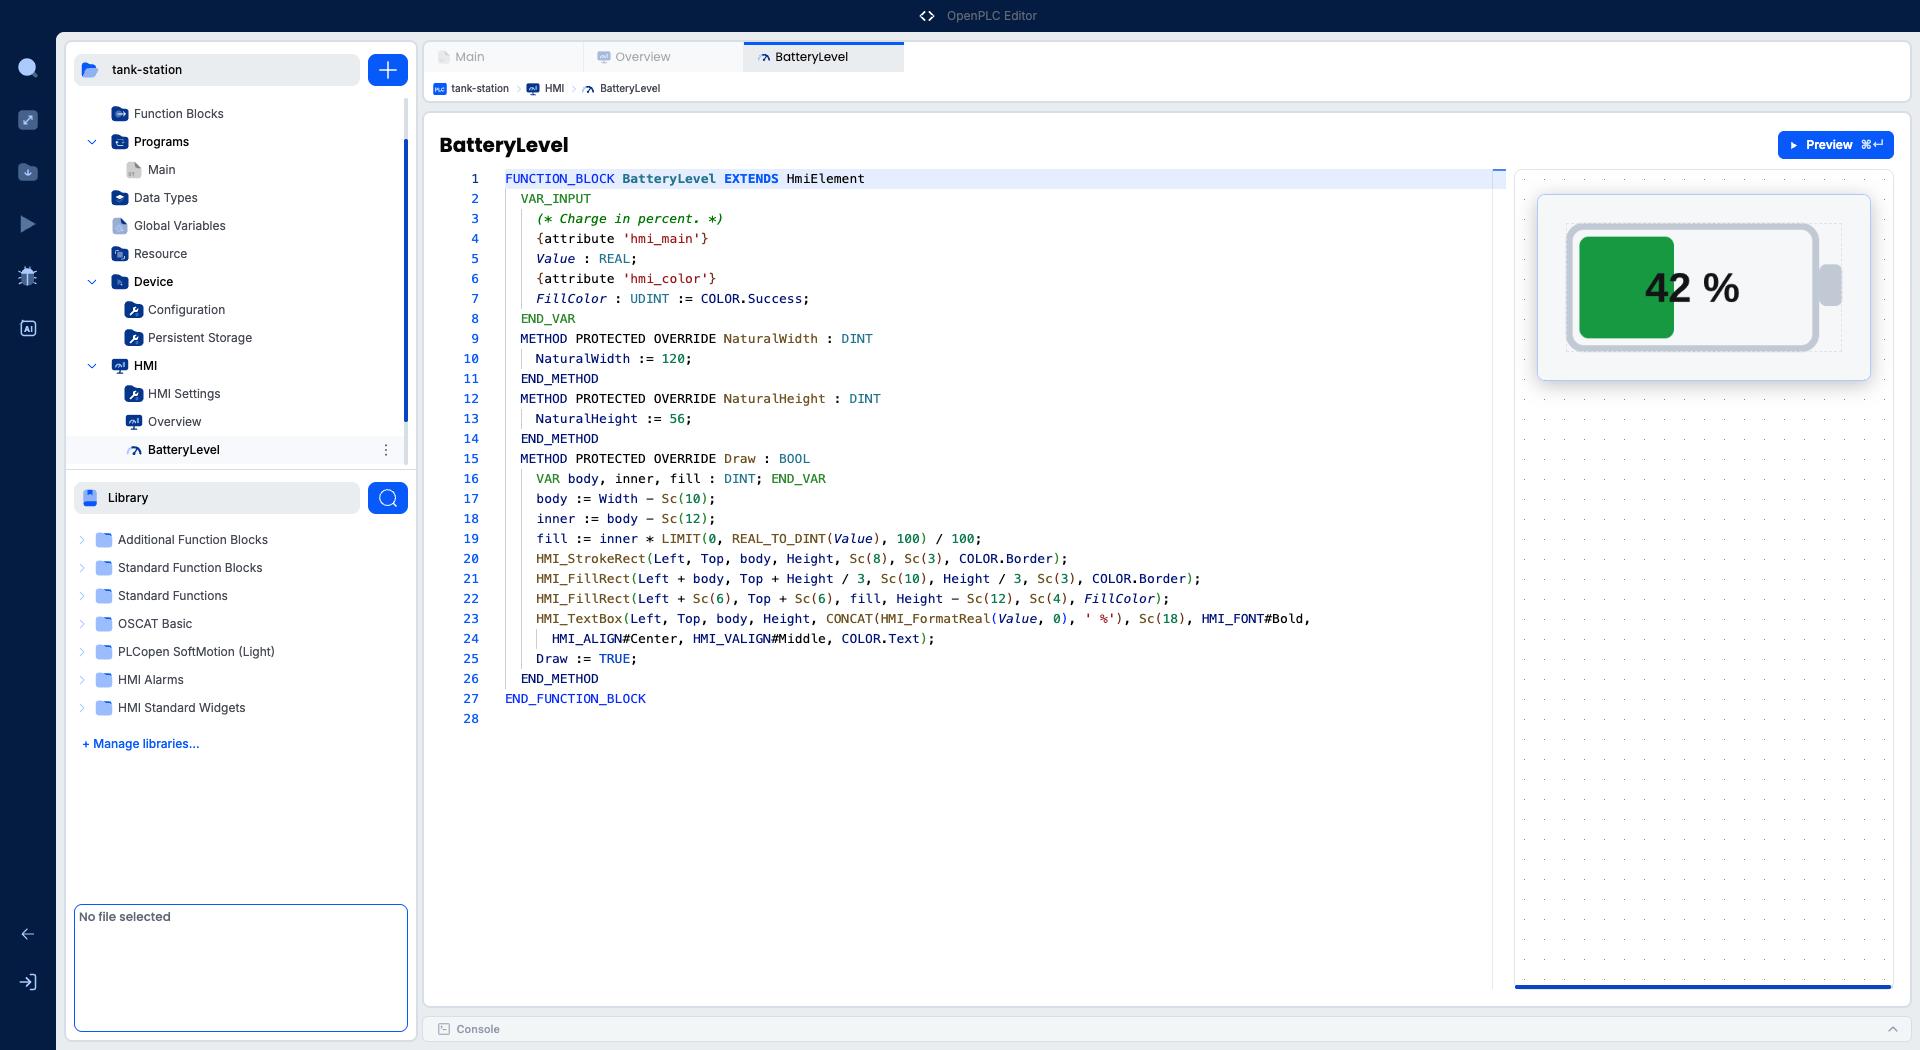 OpenPLC Editor
tank-station
Function Blocks
Programs
Main
Data Types
Global Variables
Resource
Device
Configuration
Persistent Storage
HMI
HMI Settings
Overview
BatteryLevel
Library
Additional Function Blocks
Standard Function Blocks
Standard Functions
OSCAT Basic
PLCopen SoftMotion (Light)
HMI Alarms
HMI Standard Widgets
+ Manage libraries...
No file selected
AI
Main
Overview
BatteryLevel
PLC tank-station
HMI
BatteryLevel
BatteryLevel
Preview ⌘↵
1 FUNCTION_BLOCK BatteryLevel EXTENDS HmiElement
2 VAR_INPUT
3 (* Charge in percent. *)
4 {attribute 'hmi_main'}
5 Value : REAL;
6 {attribute 'hmi_color'}
7 FillColor : UDINT := COLOR.Success;
8 END_VAR
9 METHOD PROTECTED OVERRIDE NaturalWidth : DINT
10 NaturalWidth := 120;
11 END_METHOD
12 METHOD PROTECTED OVERRIDE NaturalHeight : DINT
13 NaturalHeight := 56;
14 END_METHOD
15 METHOD PROTECTED OVERRIDE Draw : BOOL
16 VAR body, inner, fill : DINT; END_VAR
17 body := Width - Sc(10);
18 inner := body - Sc(12);
19 fill := inner * LIMIT(0, REAL_TO_DINT(Value), 100) / 100;
20 HMI_StrokeRect(Left, Top, body, Height, Sc(8), Sc(3), COLOR.Border);
21 HMI_FillRect(Left + body, Top + Height / 3, Sc(10), Height / 3, Sc(3), COLOR.Border);
22 HMI_FillRect(Left + Sc(6), Top + Sc(6), fill, Height - Sc(12), Sc(4), FillColor);
23 HMI_TextBox(Left, Top, body, Height, CONCAT(HMI_FormatReal(Value, 0), ' %'), Sc(18), HMI_FONT#Bold,
24 HMI_ALIGN#Center, HMI_VALIGN#Middle, COLOR.Text);
25 Draw := TRUE;
26 END_METHOD
27 END_FUNCTION_BLOCK
28
42 %
Console